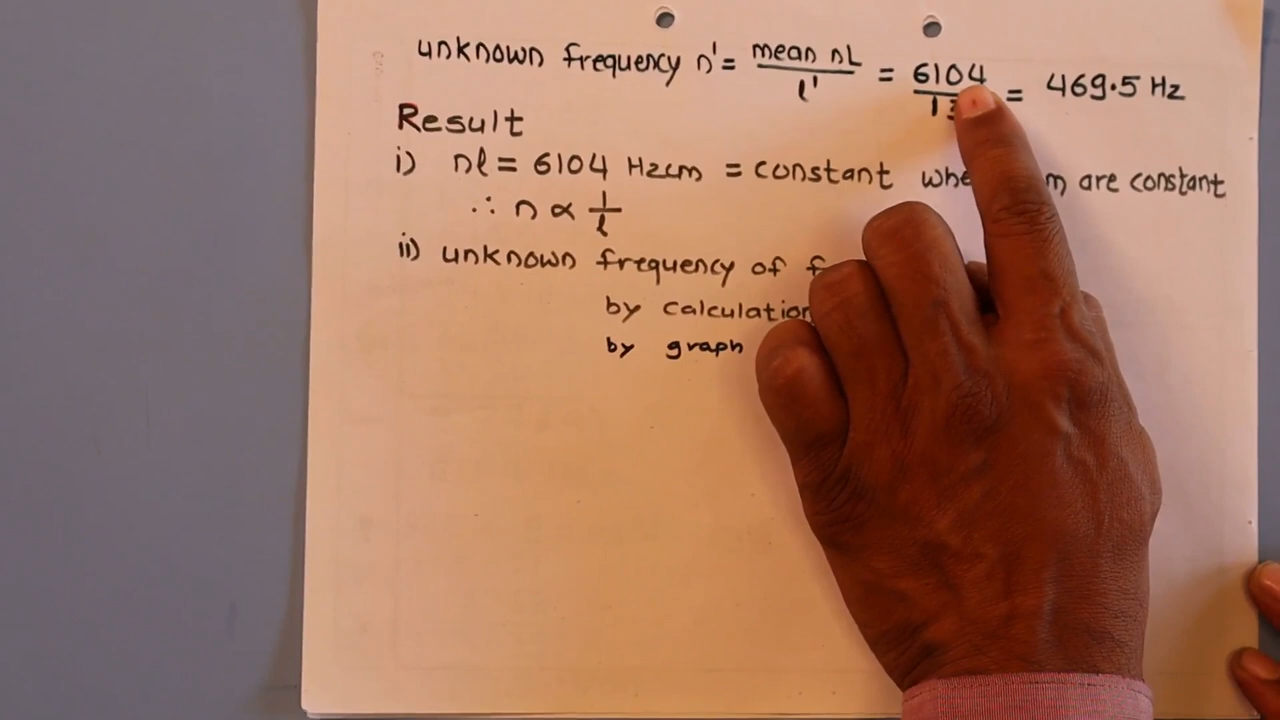 unknown frequency n' = mean nL / l' = 6104 / 13 = 469.5 Hz
Result
i) nl = 6104 Hzcm = constant m are constant
∴ n ∝ 1/l
ii) unknown frequency of
by calculation
by graph